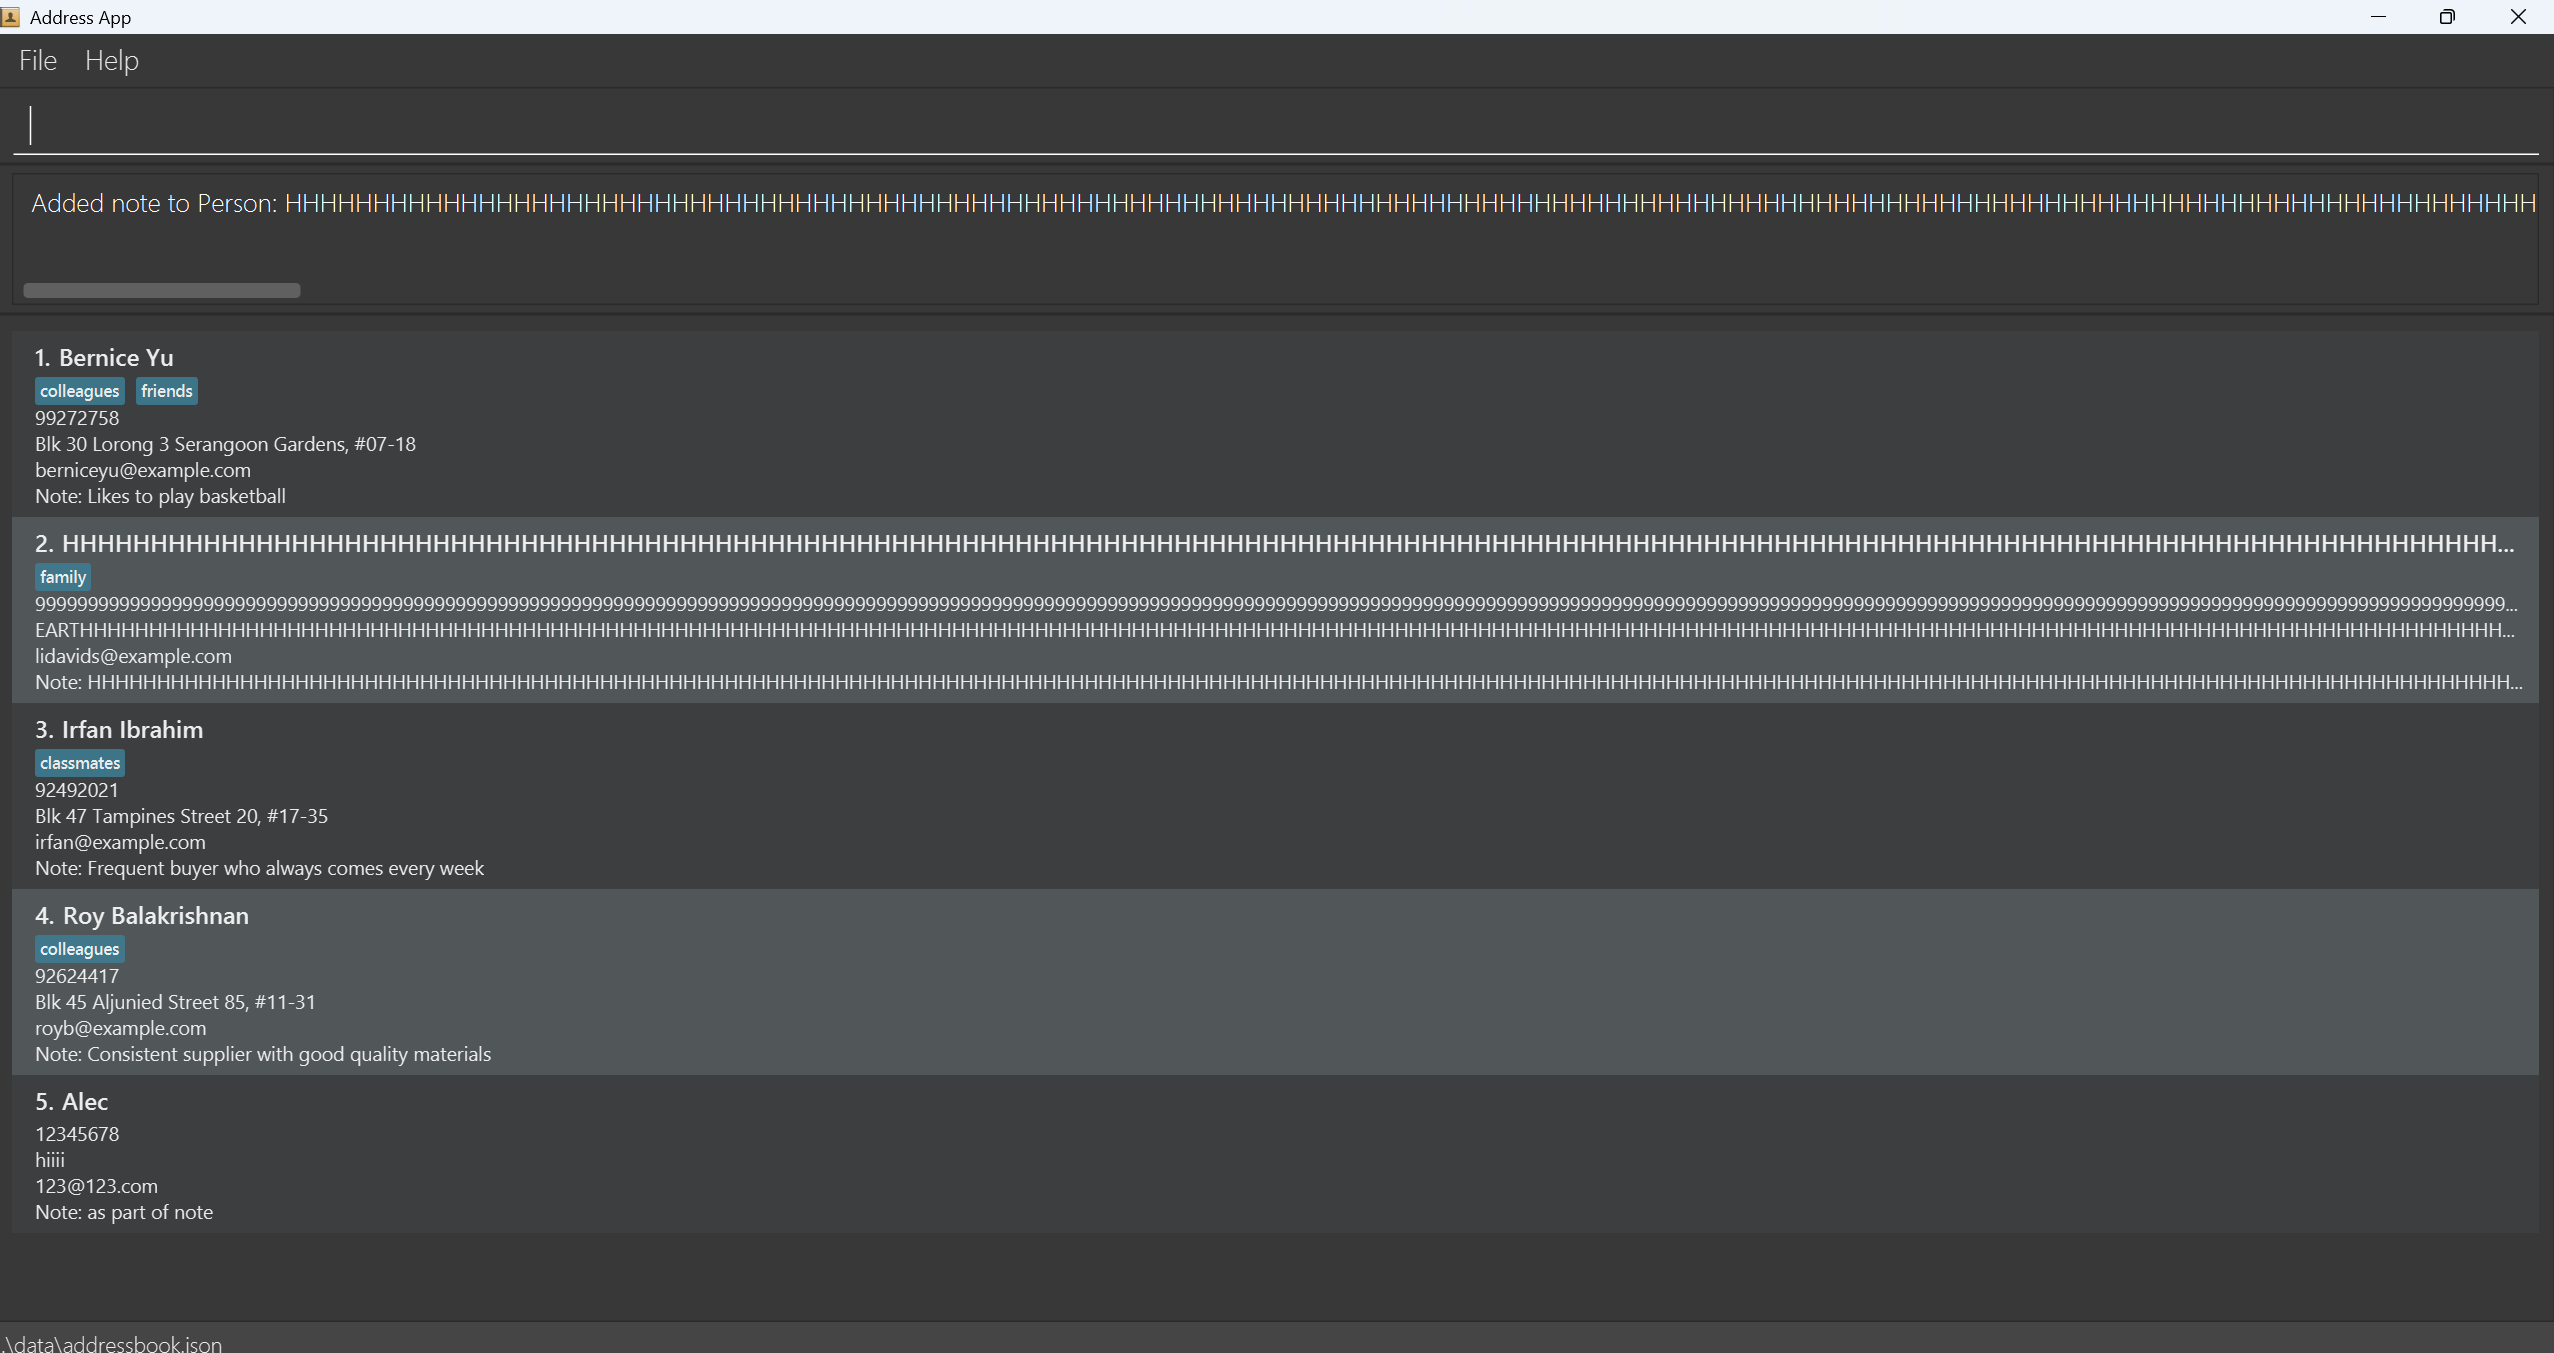 Address App
File Help
Added note to Person:
1. Bernice Yu
colleagues friends
99272758
Blk 30 Lorong 3 Serangoon Gardens, #07-18
berniceyu@example.com
Note: Likes to play basketball
2.
family
lidavids@example.com
Note:
3. Irfan Ibrahim
classmates
92492021
Blk 47 Tampines Street 20, #17-35
irfan@example.com
Note: Frequent buyer who always comes every week
4. Roy Balakrishnan
colleagues
92624417
Blk 45 Aljunied Street 85, #11-31
royb@example.com
Note: Consistent supplier with good quality materials
5. Alec
12345678
hiiii
123@123.com
Note: as part of note
.\data\addressbook.json